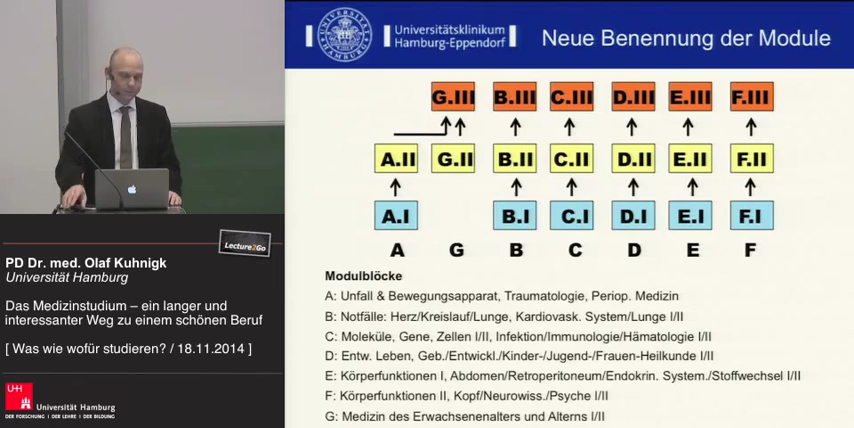 Universitätsklinikum
Hamburg-Eppendorf
Neue Benennung der Module
G.III B.III C.III D.III E.III F.III
A.II G.II B.II C.II D.II E.II F.II
A.I B.I C.I D.I E.I F.I
A G B C D E F
Modulblöcke
A: Unfall & Bewegungsapparat, Traumatologie, Periop. Medizin
B: Notfälle: Herz/Kreislauf/Lunge, Kardiovask. System/Lunge I/II
C: Moleküle, Gene, Zellen I/II, Infektion/Immunologie/Hämatologie I/II
D: Entw. Leben, Geb./Entwickl./Kinder-/Jugend-/Frauen-Heilkunde I/II
E: Körperfunktionen I, Abdomen/Retroperitoneum/Endokrin. System./Stoffwechsel I/II
F: Körperfunktionen II, Kopf/Neurowiss./Psyche I/II
G: Medizin des Erwachsenenalters und Alterns I/II
Lecture2Go
PD Dr. med. Olaf Kuhnigk
Universität Hamburg
Das Medizinstudium – ein langer und
interessanter Weg zu einem schönen Beruf
[ Was wie wofür studieren? / 18.11.2014 ]
UH
Universität Hamburg
DER FORSCHUNG | DER LEHRE | DER BILDUNG